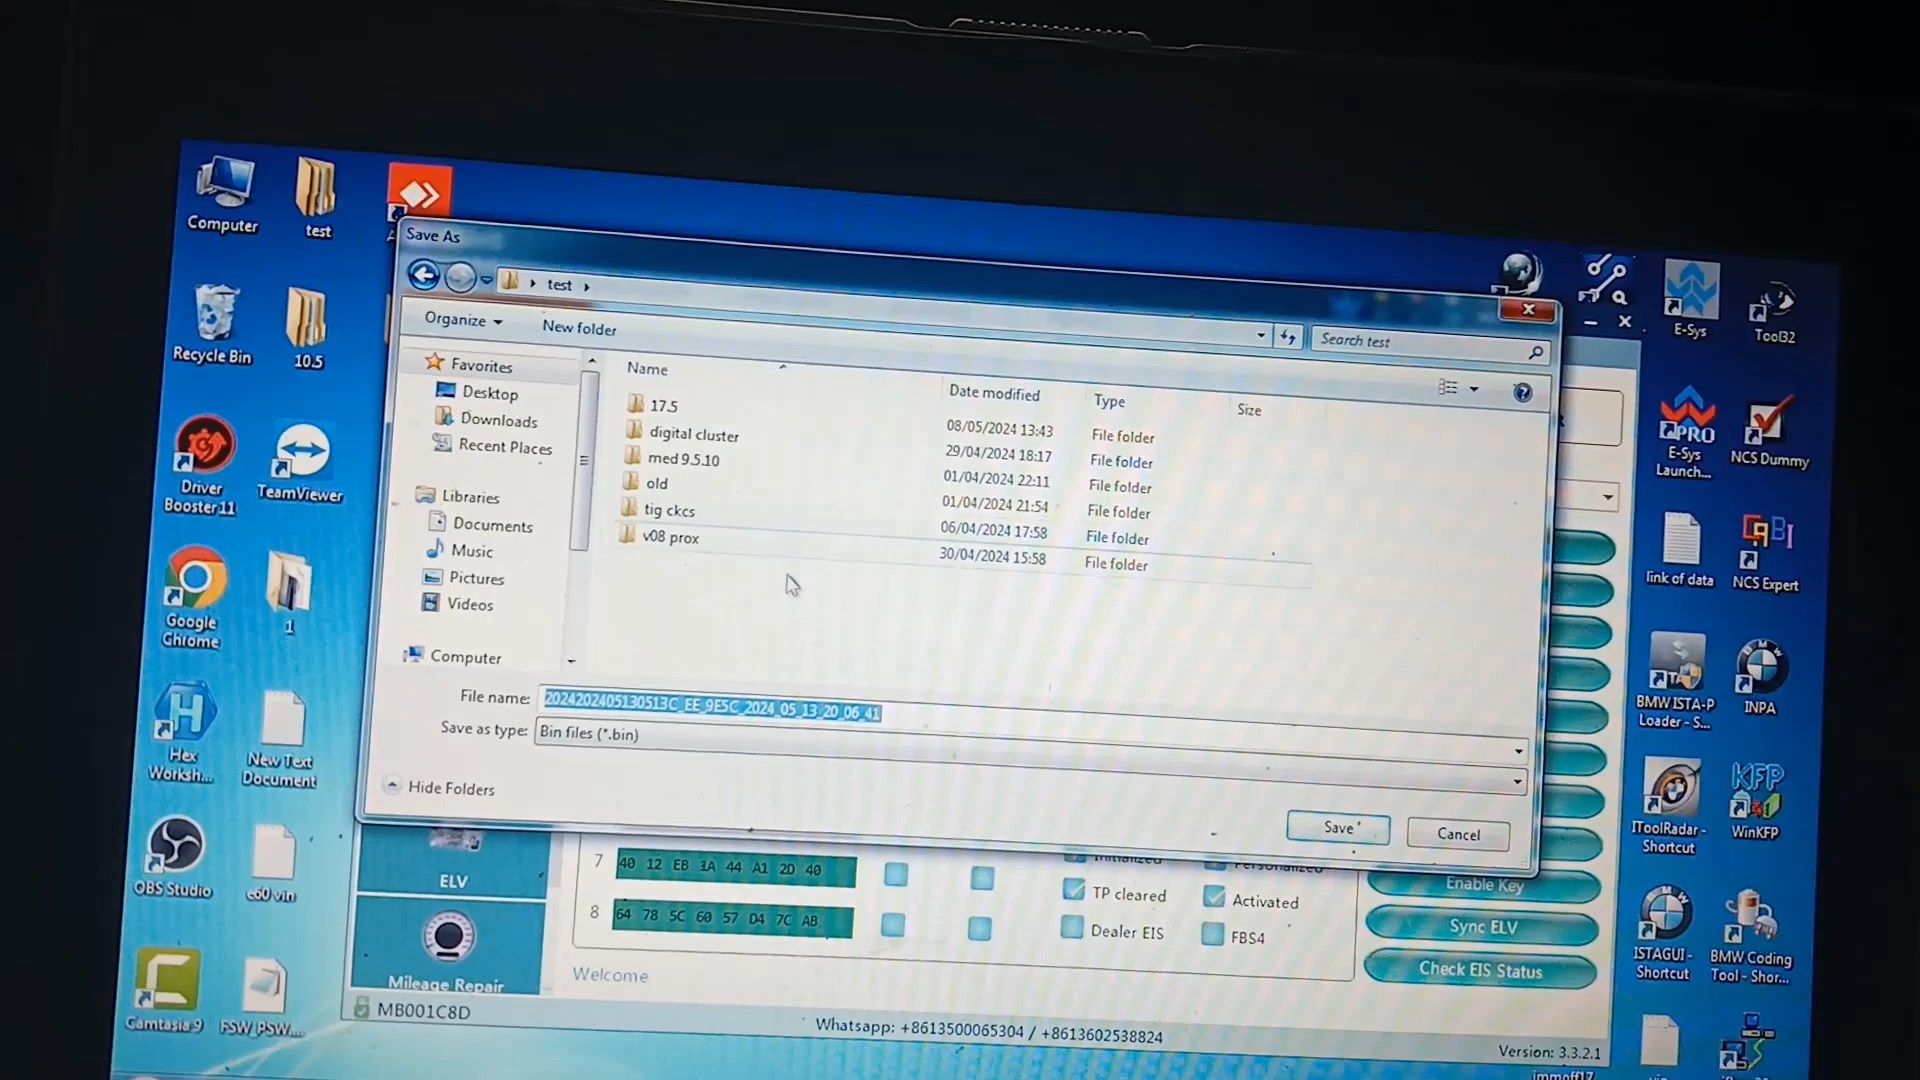 Computer
test
Recycle Bin
10.5
Driver
Booster 11
TeamViewer
Google
Chrome
1
Hex
Worksh...
New Text
Document
OBS Studio
e60 vin
Camtasia 9
FSW_PSW....
Save As
test
Organize
New folder
Search test
Favorites
Desktop
Downloads
Recent Places
Libraries
Documents
Music
Pictures
Videos
Computer
Name
Date modified
Type
Size
17.5
08/05/2024 13:43
File folder
digital cluster
29/04/2024 18:17
File folder
med 9.5.10
01/04/2024 22:11
File folder
old
01/04/2024 21:54
File folder
tig ckcs
06/04/2024 17:58
File folder
v08 prox
30/04/2024 15:58
File folder
File name:
2024202405130513C_EE_9E5C_2024_05_13_20_06_41
Save as type:
Bin files (*.bin)
Hide Folders
Save
Cancel
ELV
Mileage Repair
7 40 12 EB 3A 44 A1 2D 40
8 64 78 5C 60 57 D4 7C AB
Initialized
Personalized
TP cleared
Activated
Dealer EIS
FBS4
Enable Key
Sync ELV
Check EIS Status
Welcome
MB001C8D
Whatsapp: +8613500065304 / +8613602538824
Version: 3.3.2.1
E-Sys
Tool32
PRO
E-Sys
Launch...
NCS Dummy
link of data
NCS Expert
BMW ISTA-P
Loader - S...
INPA
IToolRadar -
Shortcut
KFP
WinKFP
ISTAGUI -
Shortcut
BMW Coding
Tool - Shor...
immoff17